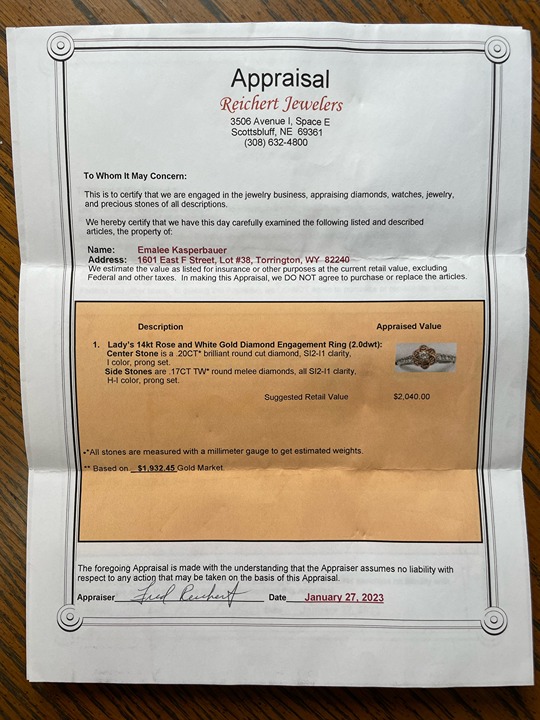 Appraisal
Reichert Jewelers
3506 Avenue I, Space E
Scottsbluff, NE 69361
(308) 632-4800
To Whom It May Concern:
This is to certify that we are engaged in the jewelry business, appraising diamonds, watches, jewelry,
and precious stones of all descriptions.
We hereby certify that we have this day carefully examined the following listed and described
articles, the property of:
Name: Emalee Kasperbauer
Address: 1601 East F Street, Lot #38, Torrington, WY 82240
We estimate the value as listed for insurance or other purposes at the current retail value, excluding
Federal and other taxes. In making this Appraisal, we DO NOT agree to purchase or replace the articles.
Description Appraised Value
1. Lady's 14kt Rose and White Gold Diamond Engagement Ring (2.0dwt):
Center Stone is a .20CT* brilliant round cut diamond, SI2-I1 clarity,
I color, prong set.
Side Stones are .17CT TW* round melee diamonds, all SI2-I1 clarity,
H-I color, prong set.
Suggested Retail Value $2,040.00
*All stones are measured with a millimeter gauge to get estimated weights.
** Based on $1,932.45 Gold Market
The foregoing Appraisal is made with the understanding that the Appraiser assumes no liability with
respect to any action that may be taken on the basis of this Appraisal.
Appraiser Fred Reichert Date January 27, 2023